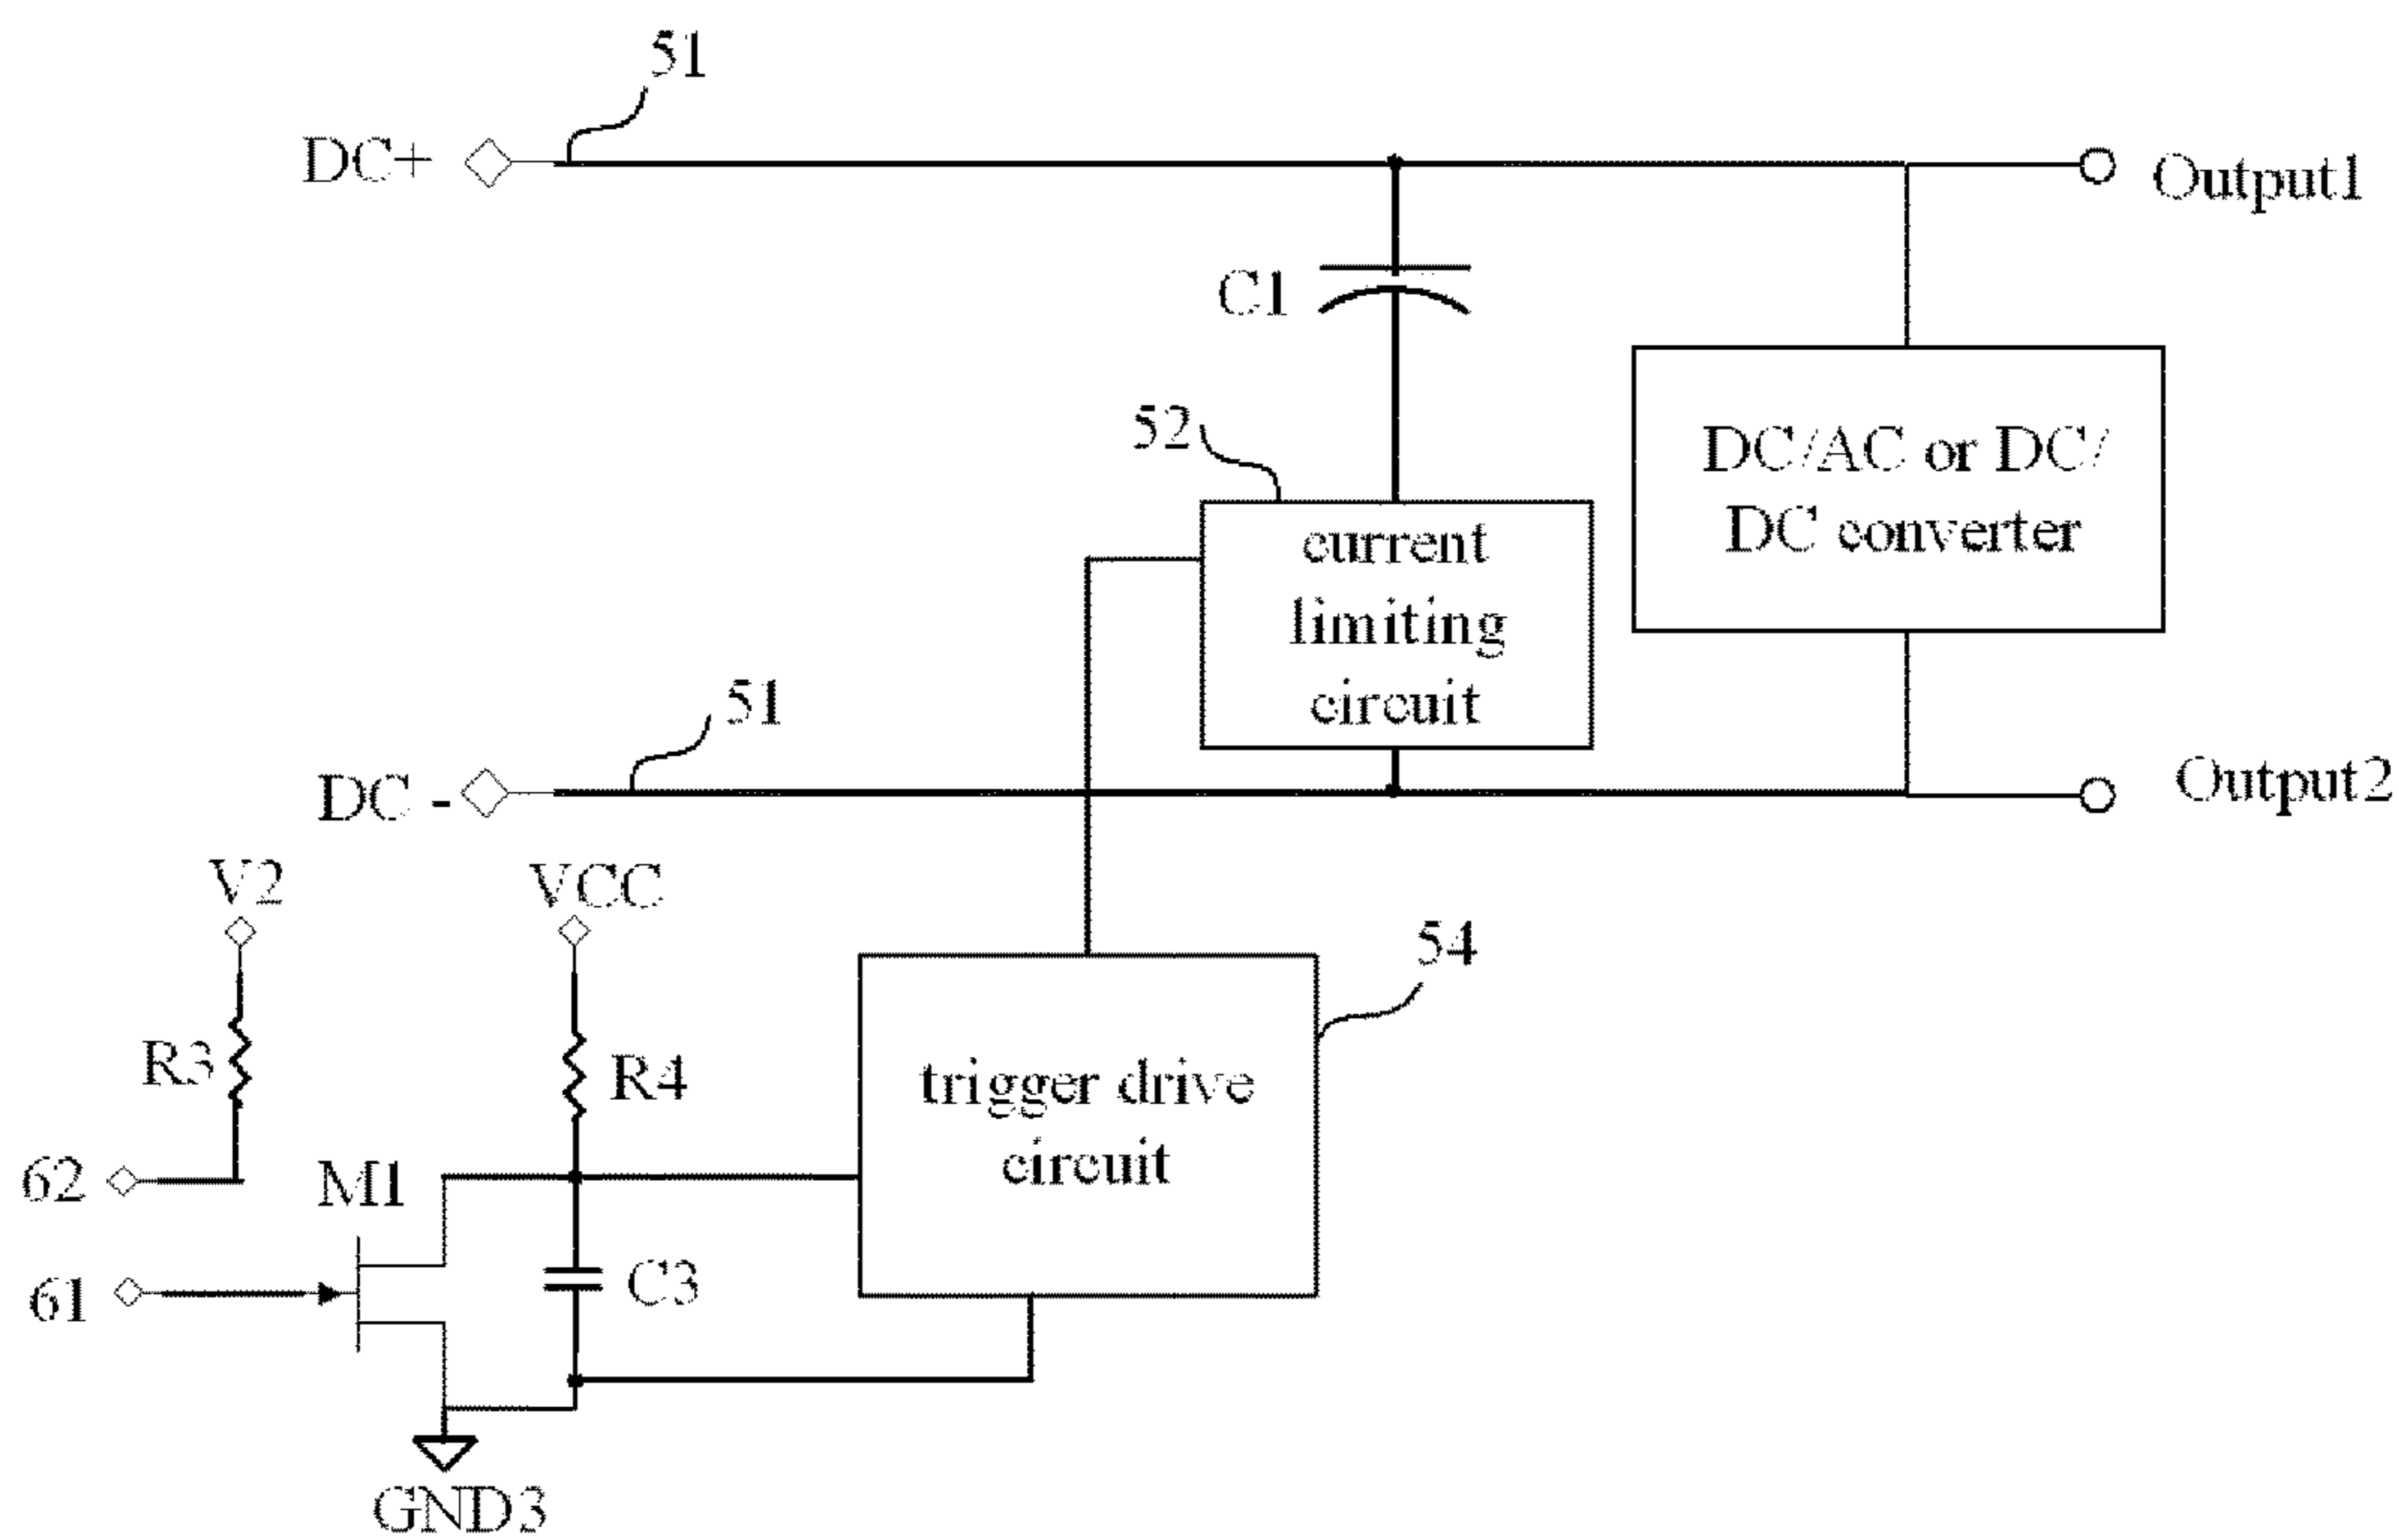 51
DC+
Output1
C1
52
DC/AC or DC/
DC converter
current
limiting
circuit
51
DC -
Output2
V2
VCC
54
R3
R4
trigger drive
circuit
62
M1
61
C3
GND3